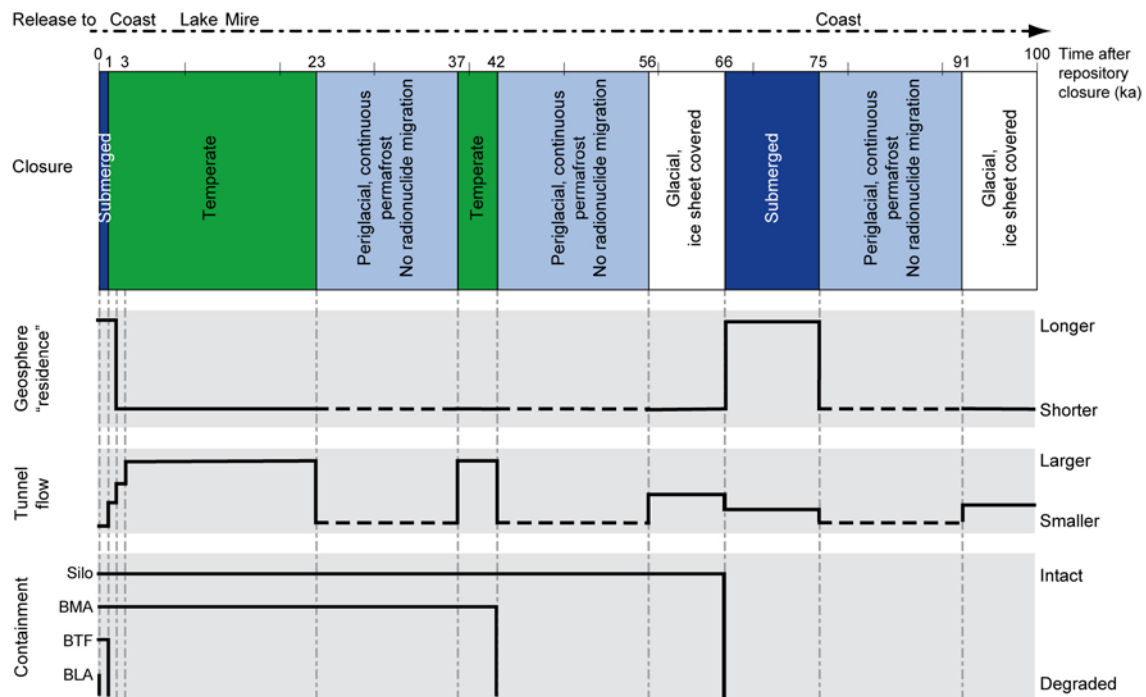 Release to Coast Lake Mire Coast
0 1 3 23 37 42 56 66 75 91 100
Time after
repository
closure (ka)
Closure
Submerged
Temperate
Periglacial, continuous
permafrost
No radionuclide migration
Temperate
Periglacial, continuous
permafrost
No radionuclide migration
Glacial,
ice sheet covered
Submerged
Periglacial, continuous
permafrost
No radionuclide migration
Glacial,
ice sheet covered
Geosphere
"residence"
Longer
Shorter
Tunnel
flow
Larger
Smaller
Containment
Silo
BMA
BTF
BLA
Intact
Degraded